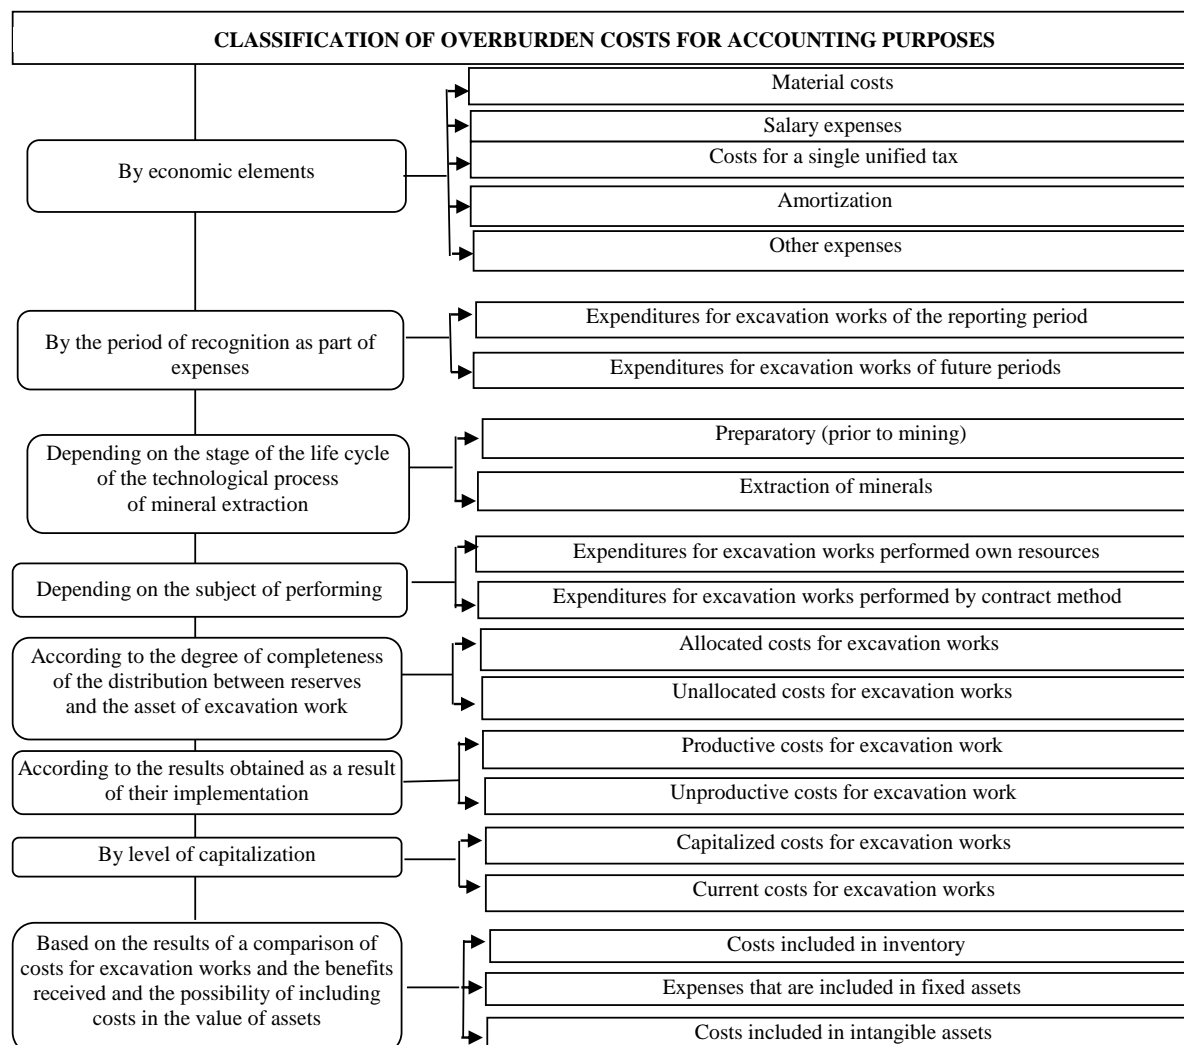 CLASSIFICATION OF OVERBURDEN COSTS FOR ACCOUNTING PURPOSES
By economic elements
Material costs
Salary expenses
Costs for a single unified tax
Amortization
Other expenses
By the period of recognition as part of
expenses
Expenditures for excavation works of the reporting period
Expenditures for excavation works of future periods
Depending on the stage of the life cycle
of the technological process
of mineral extraction
Preparatory (prior to mining)
Extraction of minerals
Depending on the subject of performing
Expenditures for excavation works performed own resources
Expenditures for excavation works performed by contract method
According to the degree of completeness
of the distribution between reserves
and the asset of excavation work
Allocated costs for excavation works
Unallocated costs for excavation works
According to the results obtained as a result
of their implementation
Productive costs for excavation work
Unproductive costs for excavation work
By level of capitalization
Capitalized costs for excavation works
Current costs for excavation works
Based on the results of a comparison of
costs for excavation works and the benefits
received and the possibility of including
costs in the value of assets
Costs included in inventory
Expenses that are included in fixed assets
Costs included in intangible assets